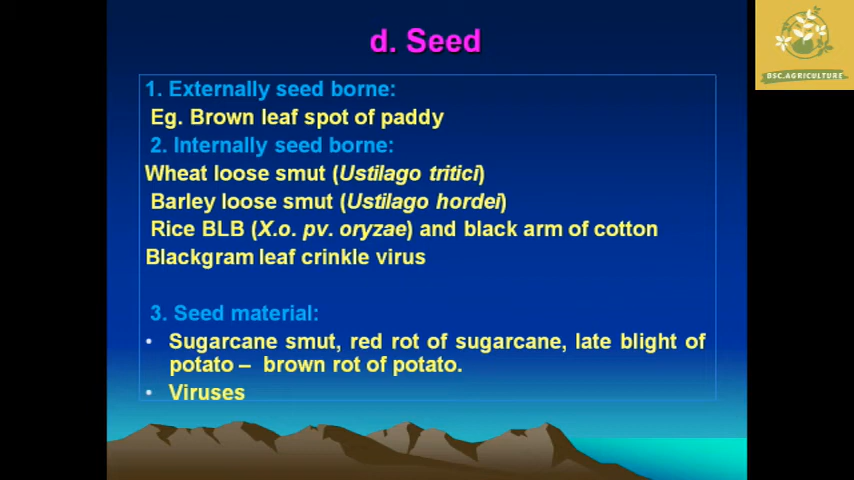 d. Seed
BSC.AGRICULTURE
1. Externally seed borne:
Eg. Brown leaf spot of paddy
2. Internally seed borne:
Wheat loose smut (Ustilago tritici)
Barley loose smut (Ustilago hordei)
Rice BLB (X.o. pv. oryzae) and black arm of cotton
Blackgram leaf crinkle virus
3. Seed material:
• Sugarcane smut, red rot of sugarcane, late blight of
potato – brown rot of potato.
• Viruses